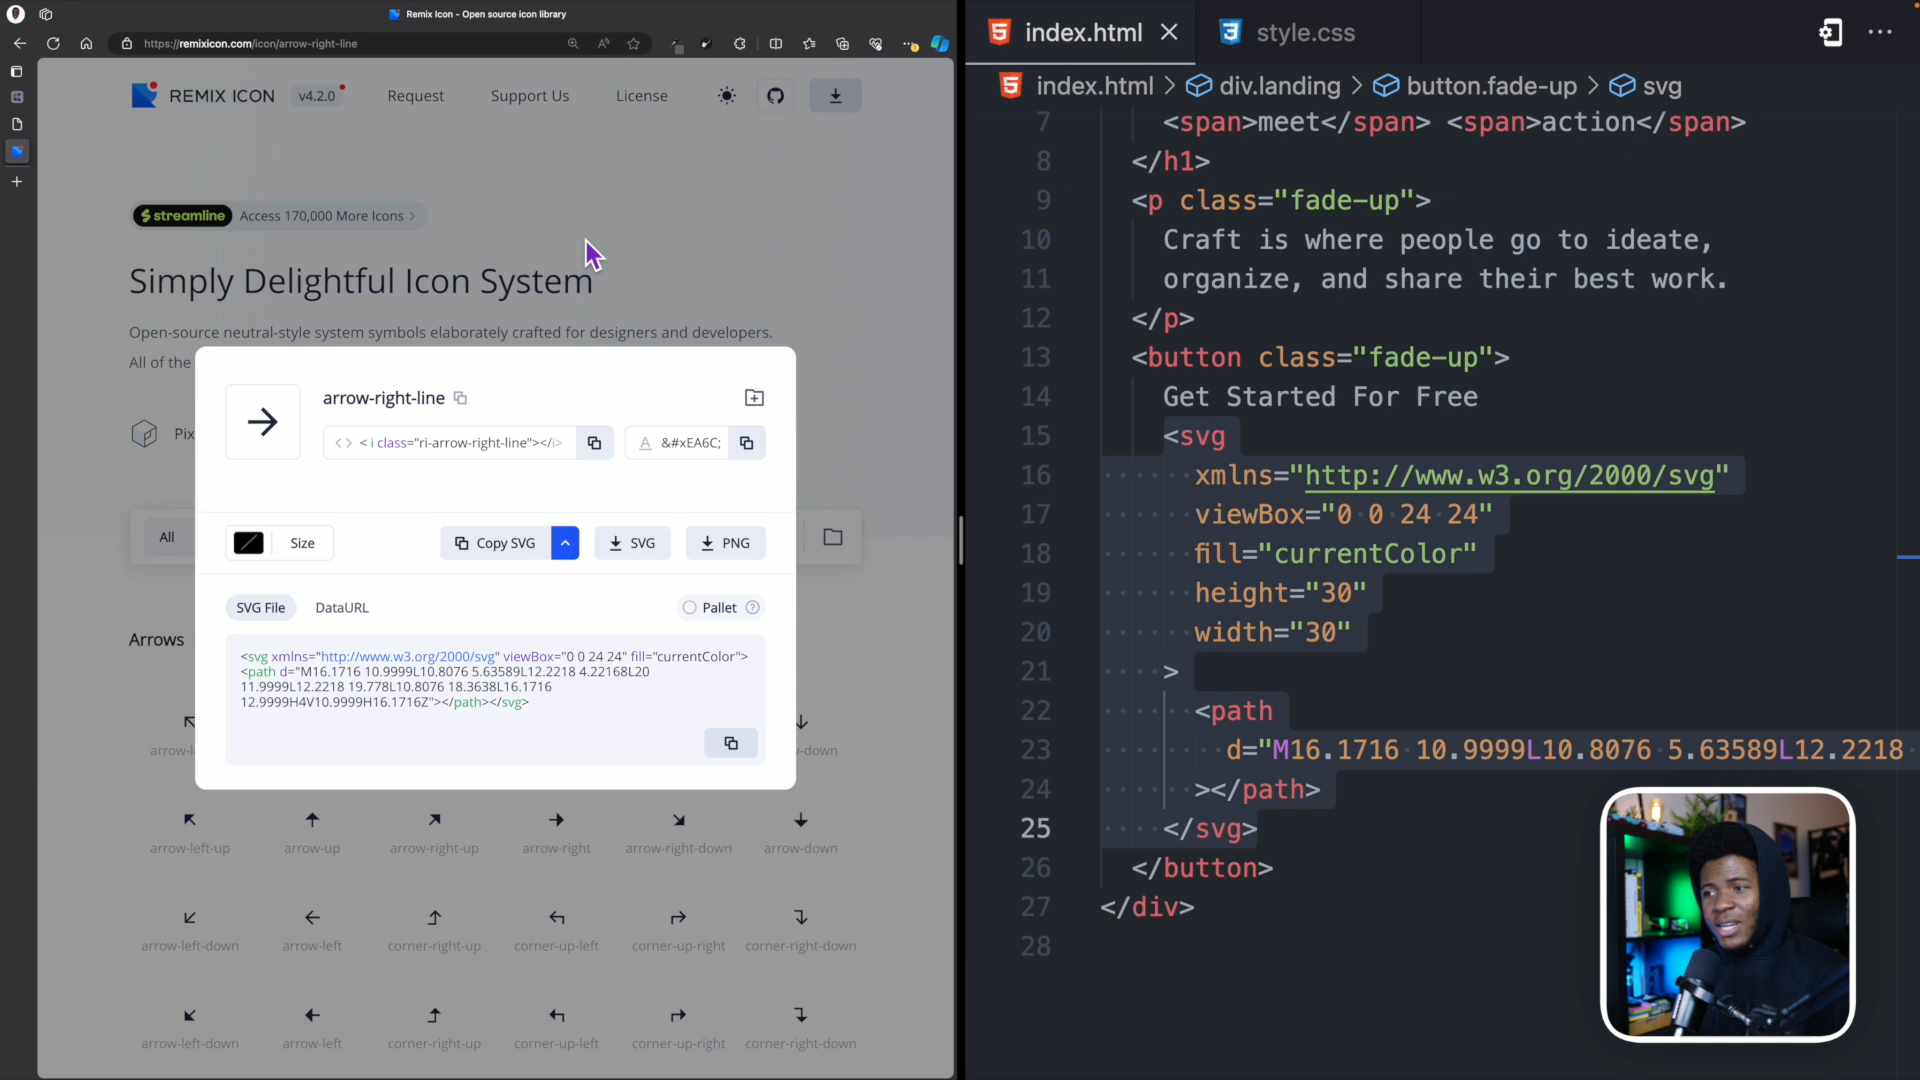 Remix Icon - Open source icon library
https://remixicon.com/icon/arrow-right-line
REMIX ICON
v4.2.0
Request
Support Us
License
streamline
Access 170,000 More Icons >
Simply Delightful Icon System
Open-source neutral-style system symbols elaborately crafted for designers and developers.
All of the
Pix
arrow-right-line
<> < i class="ri-arrow-right-line"></i>
A &#xEA6C;
All
Size
Copy SVG
SVG
PNG
SVG File
DataURL
Pallet ?
Arrows
<svg xmlns="http://www.w3.org/2000/svg" viewBox="0 0 24 24" fill="currentColor">
<path d="M16.1716 10.9999L10.8076 5.63589L12.2218 4.22168L20
11.9999L12.2218 19.778L10.8076 18.3638L16.1716
12.9999H4V10.9999H16.1716Z"></path></svg>
arrow-l
-down
arrow-left-up
arrow-up
arrow-right-up
arrow-right
arrow-right-down
arrow-down
arrow-left-down
arrow-left
corner-right-up
corner-up-left
corner-up-right
corner-right-down
arrow-left-down
arrow-left
corner-right-up
corner-up-left
corner-up-right
corner-right-down
index.html
style.css
index.html > div.landing > button.fade-up > svg
7 <span>meet</span> <span>action</span>
8 </h1>
9 <p class="fade-up">
10 Craft is where people go to ideate,
11 organize, and share their best work.
12 </p>
13 <button class="fade-up">
14 Get Started For Free
15 <svg
16 xmlns="http://www.w3.org/2000/svg"
17 viewBox="0 0 24 24"
18 fill="currentColor"
19 height="30"
20 width="30"
21 >
22 <path
23 d="M16.1716 10.9999L10.8076 5.63589L12.2218
24 ></path>
25 </svg>
26 </button>
27 </div>
28